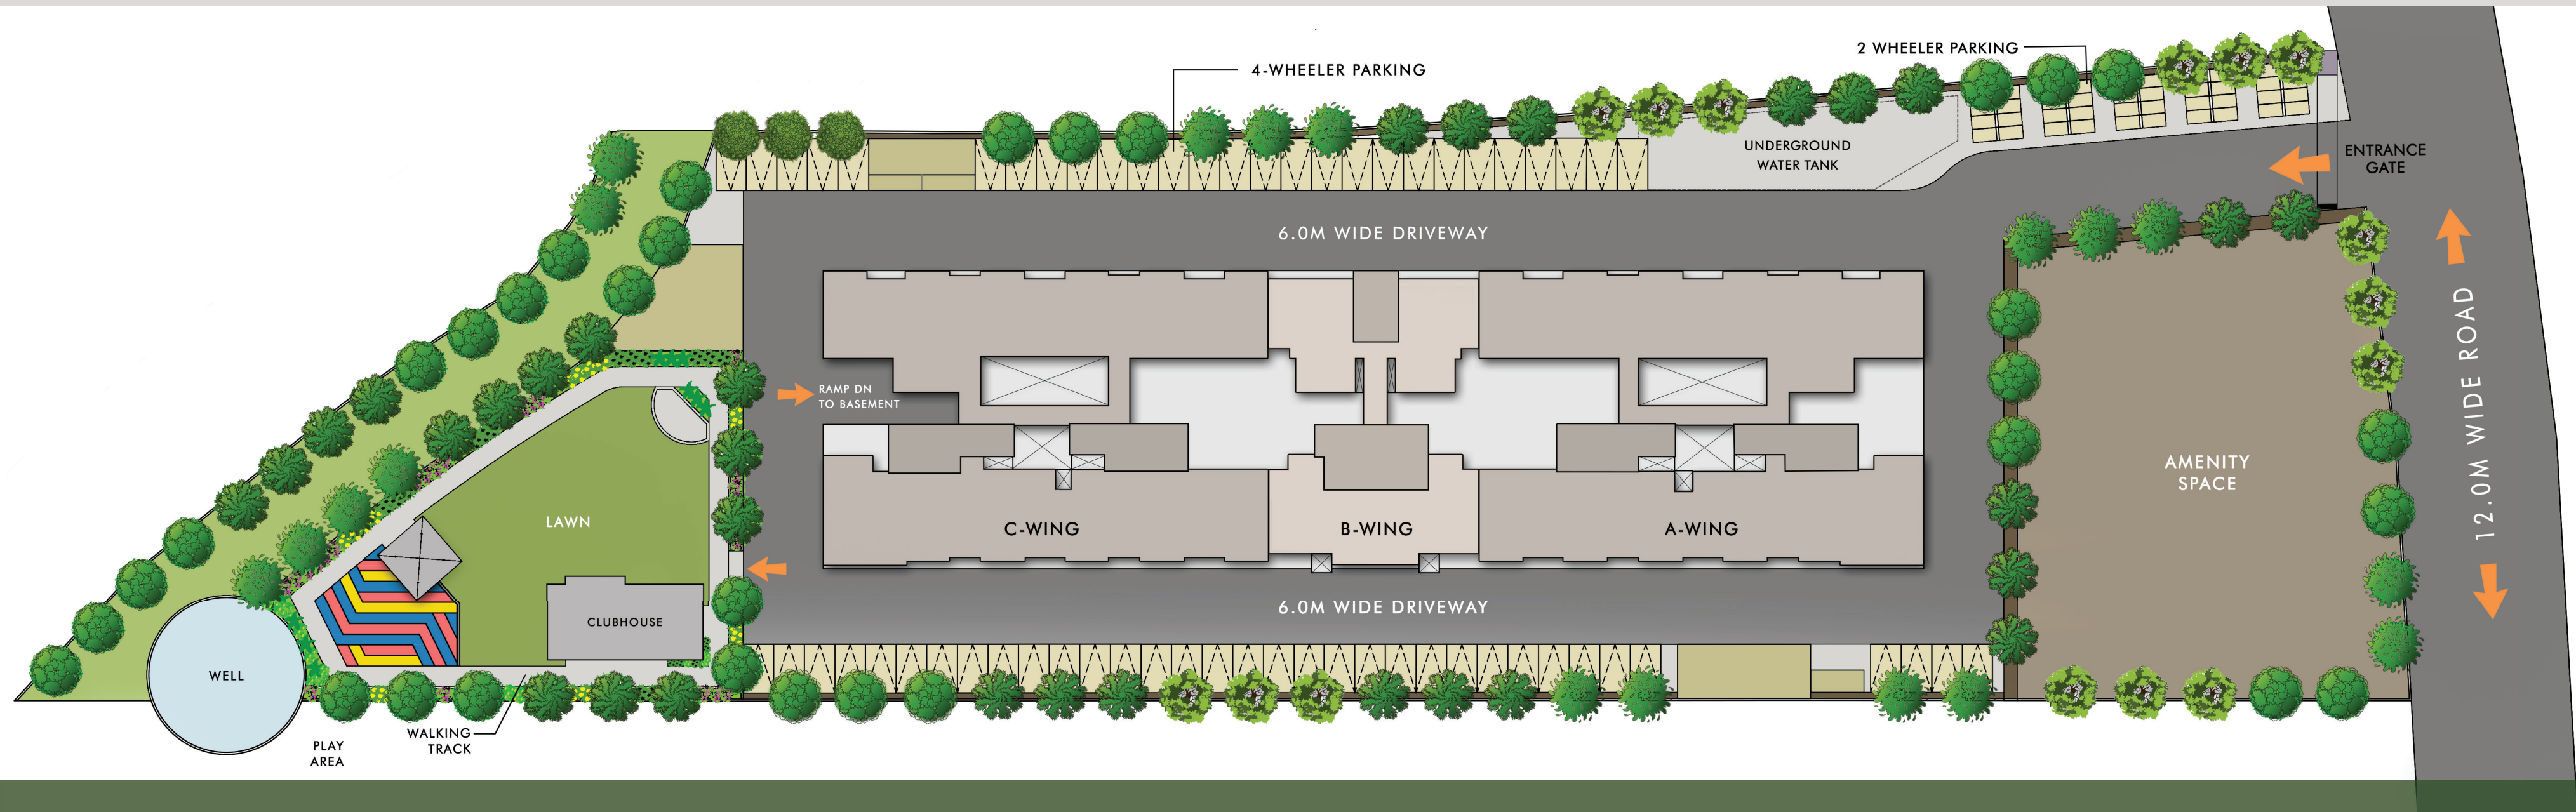 2 WHEELER PARKING
4-WHEELER PARKING
UNDERGROUND
WATER TANK
ENTRANCE
GATE
6.0M WIDE DRIVEWAY
RAMP DN
TO BASEMENT
12.0M WIDE ROAD
AMENITY
SPACE
LAWN
C-WING
B-WING
A-WING
6.0M WIDE DRIVEWAY
CLUBHOUSE
WELL
WALKING
TRACK
PLAY
AREA